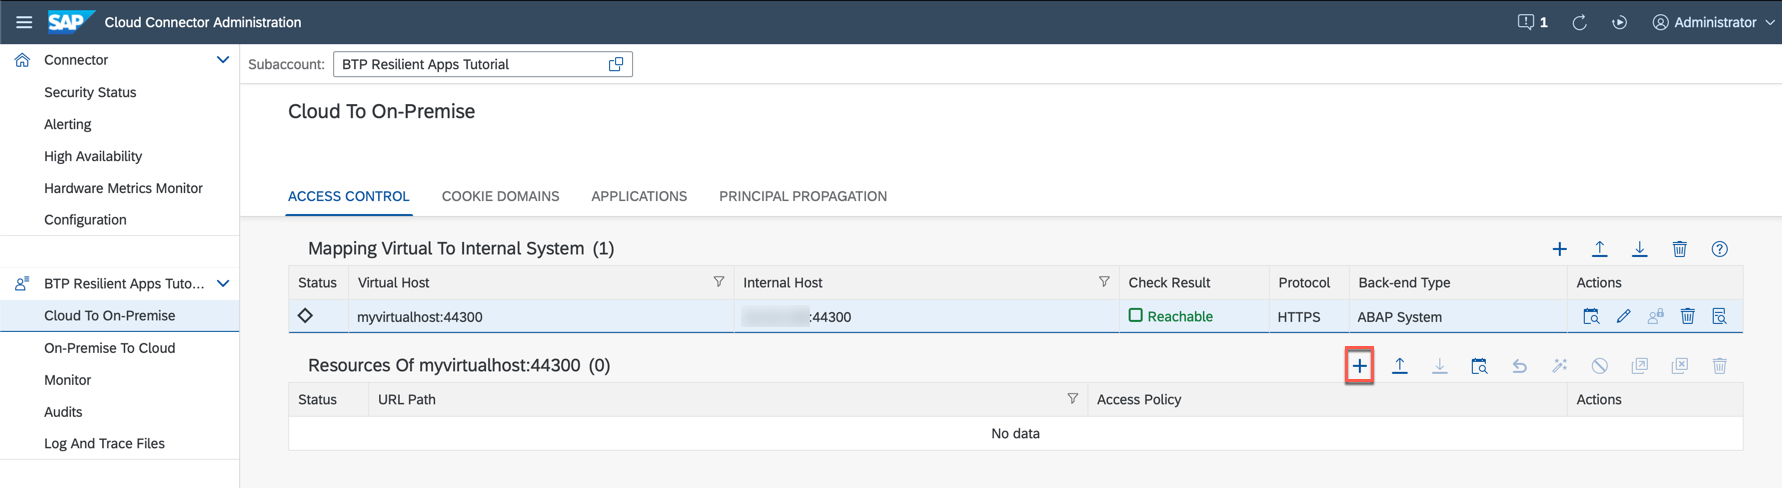 SAP Cloud Connector Administration 1 Administrator
Connector
Security Status
Alerting
High Availability
Hardware Metrics Monitor
Configuration
BTP Resilient Apps Tuto...
Cloud To On-Premise
On-Premise To Cloud
Monitor
Audits
Log And Trace Files
Subaccount: BTP Resilient Apps Tutorial
Cloud To On-Premise
ACCESS CONTROL COOKIE DOMAINS APPLICATIONS PRINCIPAL PROPAGATION
Mapping Virtual To Internal System (1)
Status Virtual Host Internal Host Check Result Protocol Back-end Type Actions
myvirtualhost:44300 :44300 Reachable HTTPS ABAP System
Resources Of myvirtualhost:44300 (0)
Status URL Path Access Policy Actions
No data